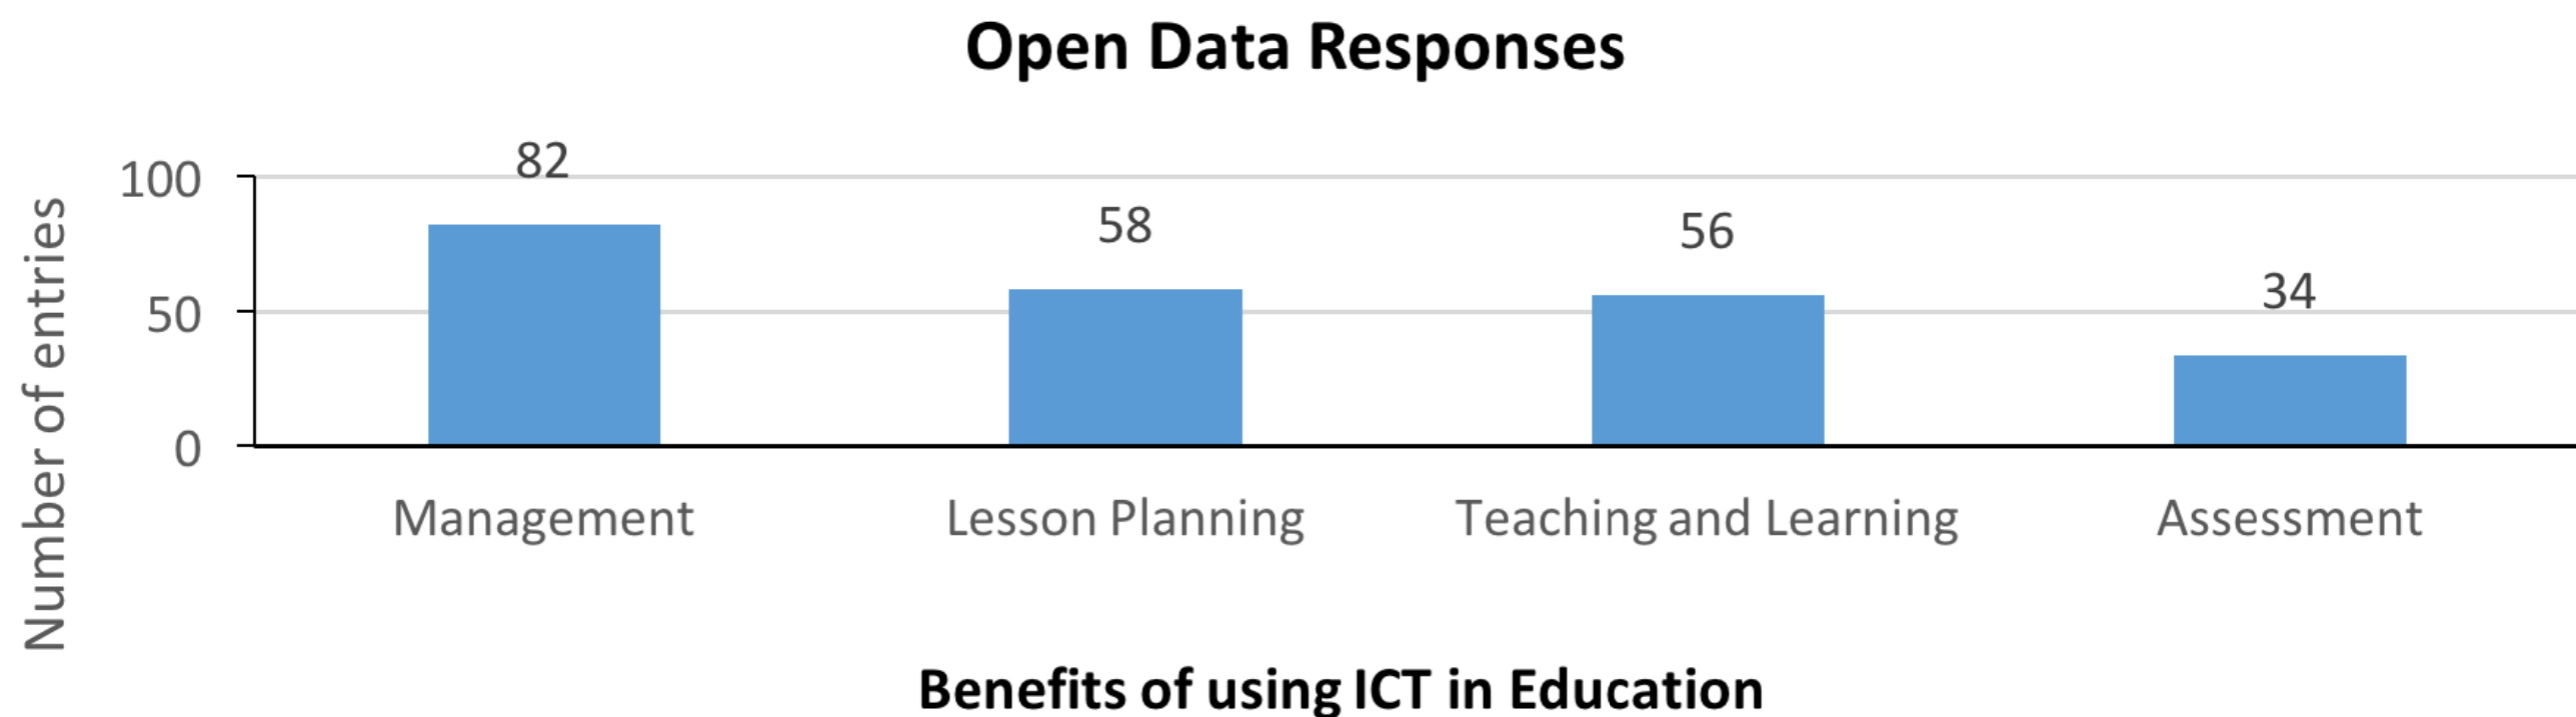 Open Data Responses
Number of entries
100
50
0
82
58
56
34
Management
Lesson Planning
Teaching and Learning
Assessment
Benefits of using ICT in Education